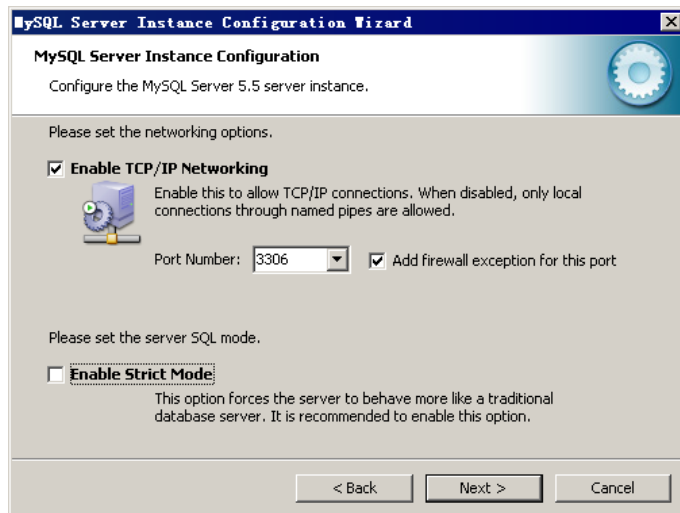 MySQL Server Instance Configuration Wizard
MySQL Server Instance Configuration
Configure the MySQL Server 5.5 server instance.
Please set the networking options.
Enable TCP/IP Networking
Enable this to allow TCP/IP connections. When disabled, only local
connections through named pipes are allowed.
Port Number: 3306 Add firewall exception for this port
Please set the server SQL mode.
Enable Strict Mode
This option forces the server to behave more like a traditional
database server. It is recommended to enable this option.
< Back Next > Cancel